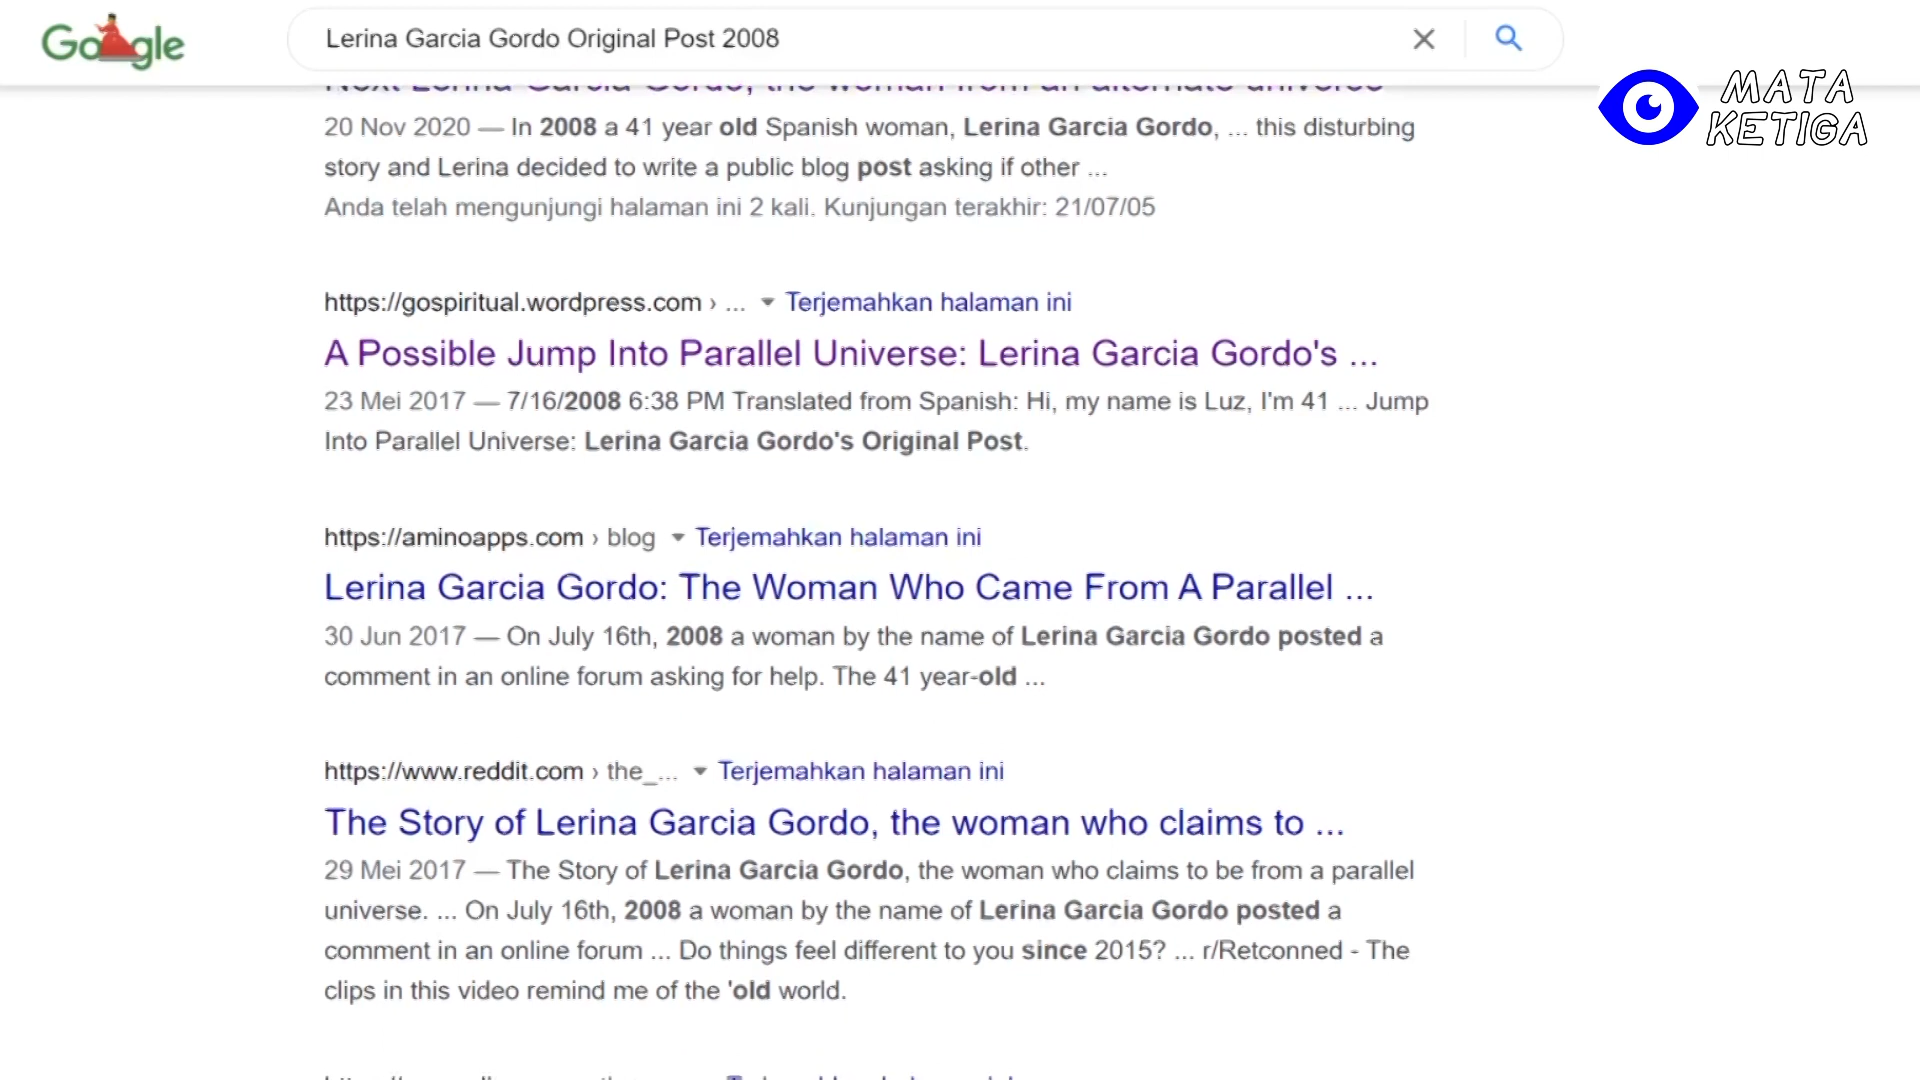 Google
Lerina Garcia Gordo Original Post 2008
MATA
KETIGA
Next Lerina Garcia Gordo, the woman from an alternate universe
20 Nov 2020 — In 2008 a 41 year old Spanish woman, Lerina Garcia Gordo, ... this disturbing
story and Lerina decided to write a public blog post asking if other ...
Anda telah mengunjungi halaman ini 2 kali. Kunjungan terakhir: 21/07/05
https://gospiritual.wordpress.com › ... Terjemahkan halaman ini
A Possible Jump Into Parallel Universe: Lerina Garcia Gordo's ...
23 Mei 2017 — 7/16/2008 6:38 PM Translated from Spanish: Hi, my name is Luz, I'm 41 ... Jump
Into Parallel Universe: Lerina Garcia Gordo's Original Post.
https://aminoapps.com › blog Terjemahkan halaman ini
Lerina Garcia Gordo: The Woman Who Came From A Parallel ...
30 Jun 2017 — On July 16th, 2008 a woman by the name of Lerina Garcia Gordo posted a
comment in an online forum asking for help. The 41 year-old ...
https://www.reddit.com › the_... Terjemahkan halaman ini
The Story of Lerina Garcia Gordo, the woman who claims to ...
29 Mei 2017 — The Story of Lerina Garcia Gordo, the woman who claims to be from a parallel
universe. ... On July 16th, 2008 a woman by the name of Lerina Garcia Gordo posted a
comment in an online forum ... Do things feel different to you since 2015? ... r/Retconned - The
clips in this video remind me of the 'old world.